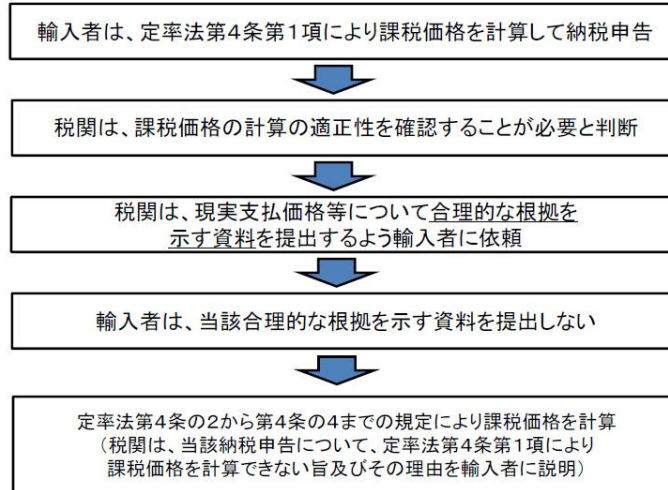 輸入者は、定率法第4条第1項により課税価格を計算して納税申告
税関は、課税価格の計算の適正性を確認することが必要と判断
税関は、現実支払価格等について合理的な根拠を
示す資料を提出するよう輸入者に依頼
輸入者は、当該合理的な根拠を示す資料を提出しない
定率法第4条の2から第4条の4までの規定により課税価格を計算
（税関は、当該納税申告について、定率法第4条第1項により
課税価格を計算できない旨及びその理由を輸入者に説明）